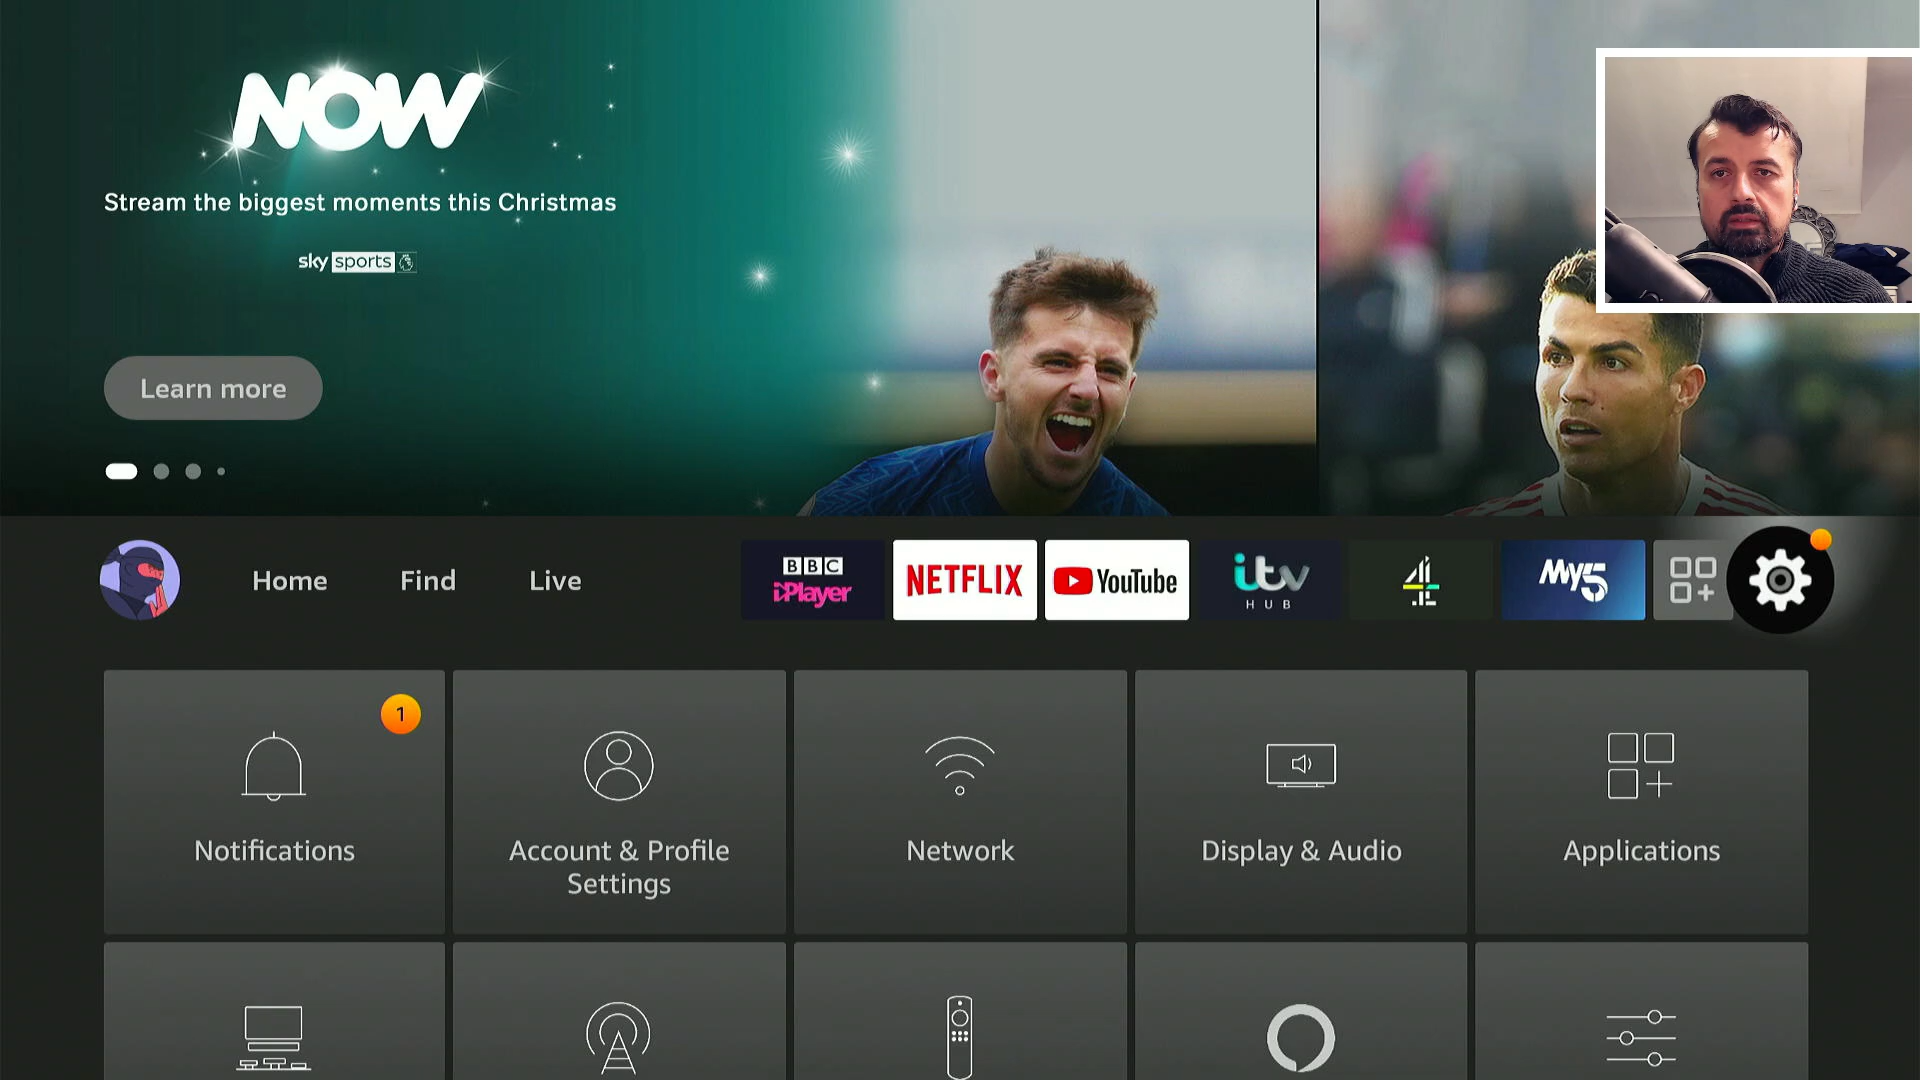 NOW
Stream the biggest moments this Christmas
sky sports
Learn more
Home
Find
Live
BBC
iPlayer
NETFLIX
YouTube
itv
HUB
4
My5
1
Notifications
Account & Profile
Settings
Network
Display & Audio
Applications